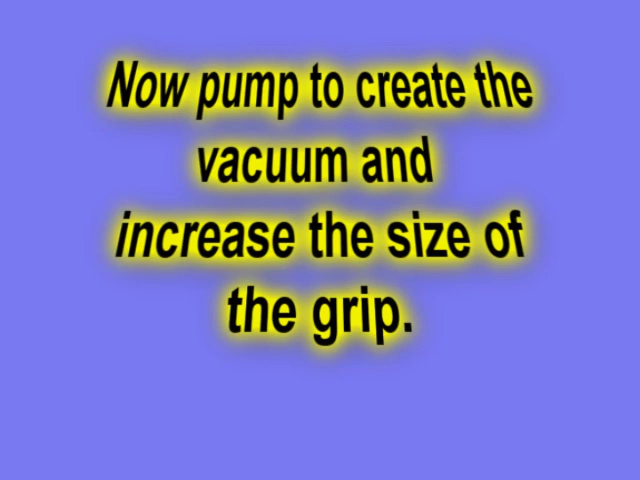 Now pump to create the
vacuum and
increase the size of
the grip.